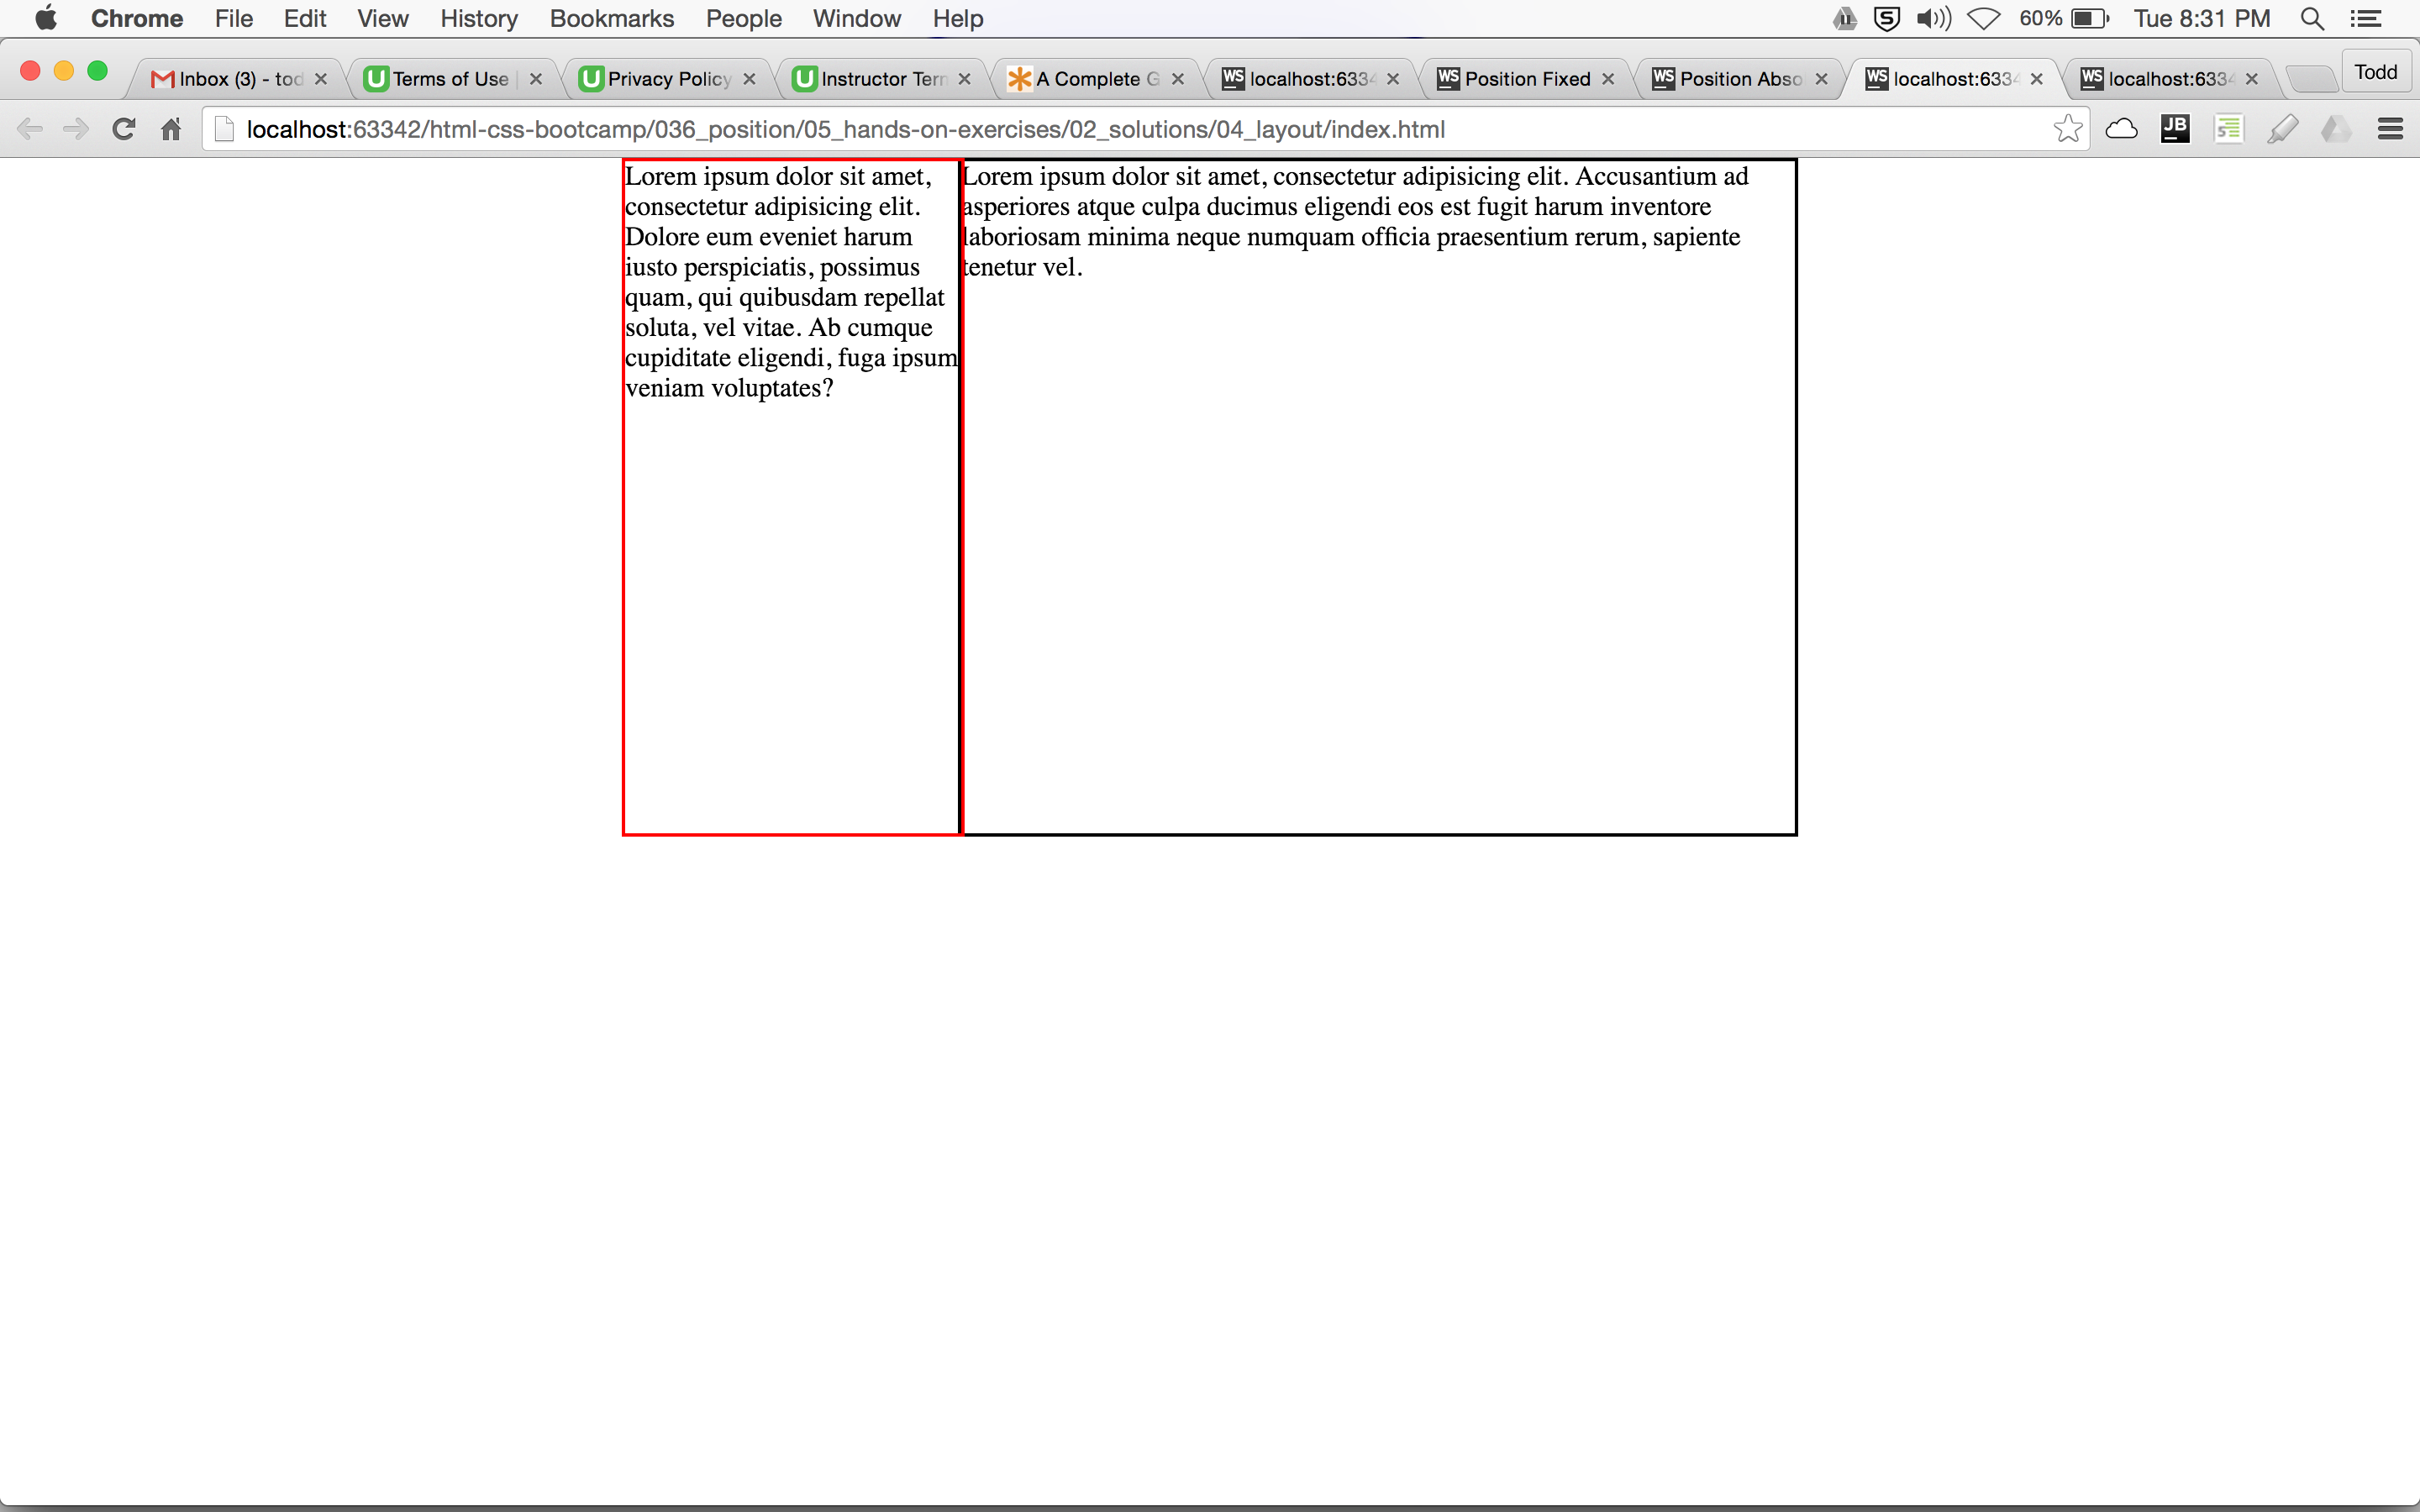 Chrome File Edit View History Bookmarks People Window Help 60% Tue 8:31 PM
Inbox (3) - tod Terms of Use Privacy Policy Instructor Tern A Complete G localhost:6334 Position Fixed Position Abso localhost:6334 localhost:6334 Todd
localhost:63342/html-css-bootcamp/036_position/05_hands-on-exercises/02_solutions/04_layout/index.html
Lorem ipsum dolor sit amet,
consectetur adipisicing elit.
Dolore eum eveniet harum
iusto perspiciatis, possimus
quam, qui quibusdam repellat
soluta, vel vitae. Ab cumque
cupiditate eligendi, fuga ipsum
veniam voluptates?
Lorem ipsum dolor sit amet, consectetur adipisicing elit. Accusantium ad
asperiores atque culpa ducimus eligendi eos est fugit harum inventore
laboriosam minima neque numquam officia praesentium rerum, sapiente
tenetur vel.